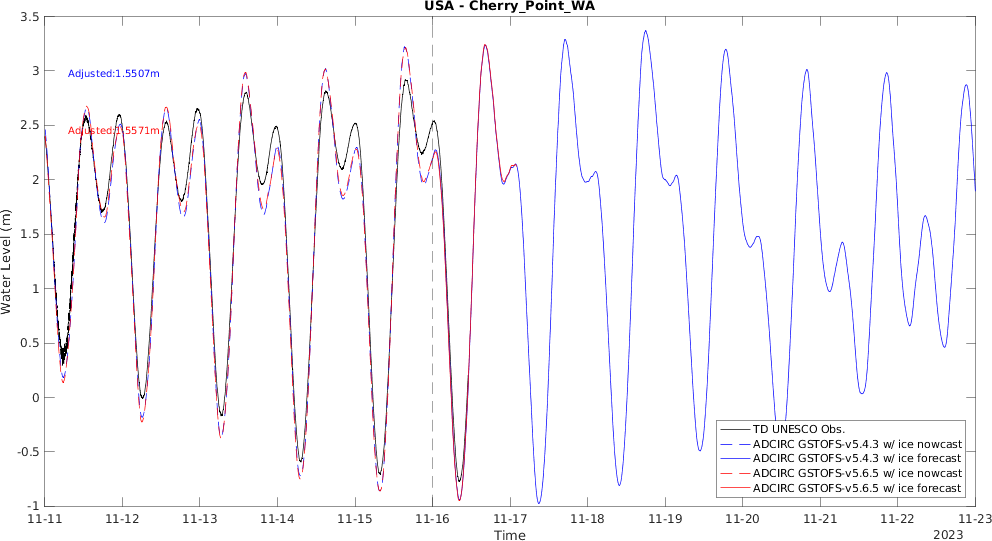 USA - Cherry_Point_WA
3.5
3
2.5
2
1.5
1
0.5
0
-0.5
-1
Water Level (m)
Adjusted:1.5507m
Adjusted:1.5571m
TD UNESCO Obs.
ADCIRC GSTOFS-v5.4.3 w/ ice nowcast
ADCIRC GSTOFS-v5.4.3 w/ ice forecast
ADCIRC GSTOFS-v5.6.5 w/ ice nowcast
ADCIRC GSTOFS-v5.6.5 w/ ice forecast
11-11 11-12 11-13 11-14 11-15 11-16 11-17 11-18 11-19 11-20 11-21 11-22 11-23
Time
2023